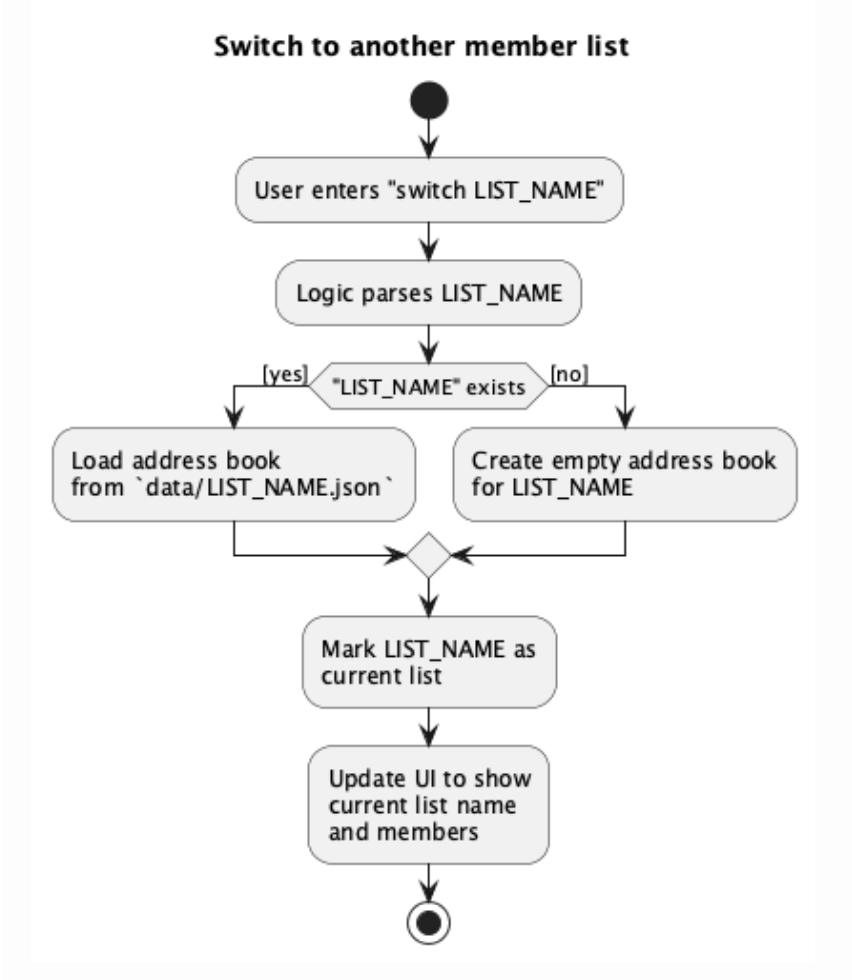 Switch to another member list
User enters "switch LIST_NAME"
Logic parses LIST_NAME
[yes]
"LIST_NAME" exists
[no]
Load address book
from `data/LIST_NAME.json`
Create empty address book
for LIST_NAME
Mark LIST_NAME as
current list
Update UI to show
current list name
and members